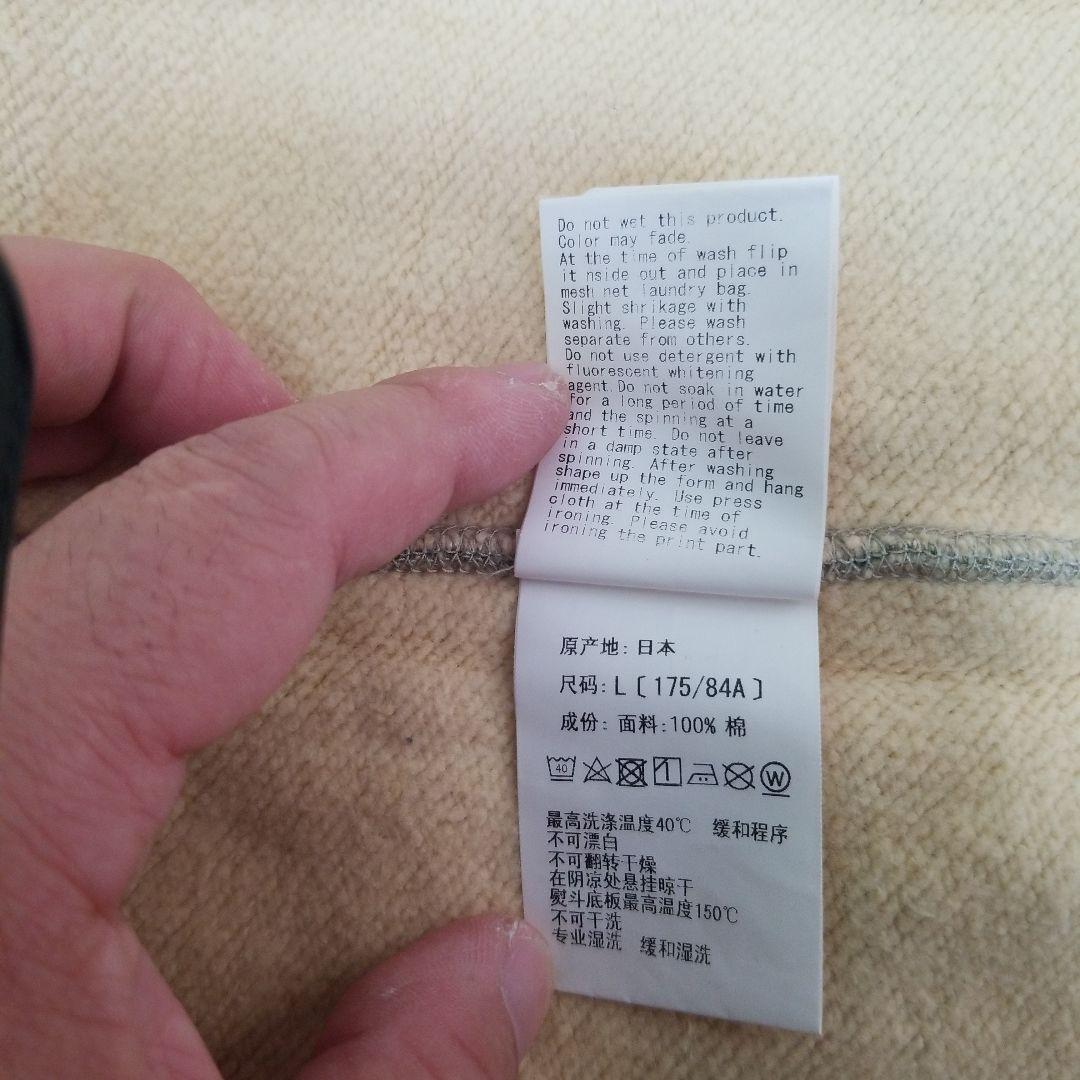 Do not wet this product.
Color may fade.
At the time of wash flip
it nside out and place in
mesh net laundry bag.
Slight shrikage with
washing. Please wash
separate from others.
Do not use detergent with
fluorescent whitening
agent.Do not soak in water
for a long period of time
and the spinning at a
short time. Do not leave
in a damp state after
spinning. After washing
shape up the form and hang
immediately. Use press
cloth at the time of
ironing. Please avoid
ironing the print part.
原产地: 日本
尺码: L〔175/84A〕
成份: 面料:100% 棉
40 W
最高洗涤温度40℃ 缓和程序
不可漂白
不可翻转干燥
在阴凉处悬挂晾干
熨斗底板最高温度150℃
不可干洗
专业湿洗 缓和湿洗